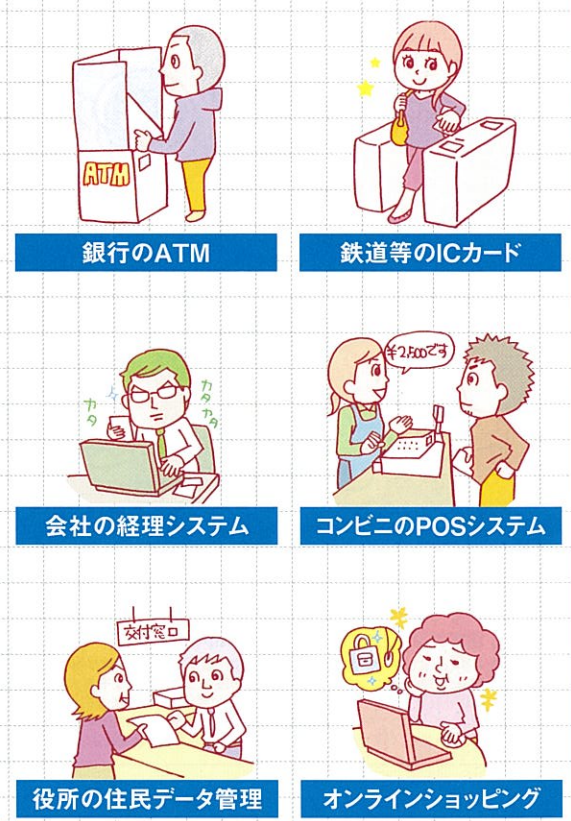 ATM
銀行のATM
鉄道等のICカード
カタ
カタカタ
¥2,500です
会社の経理システム
コンビニのPOSシステム
交付窓口
役所の住民データ管理
オンラインショッピング